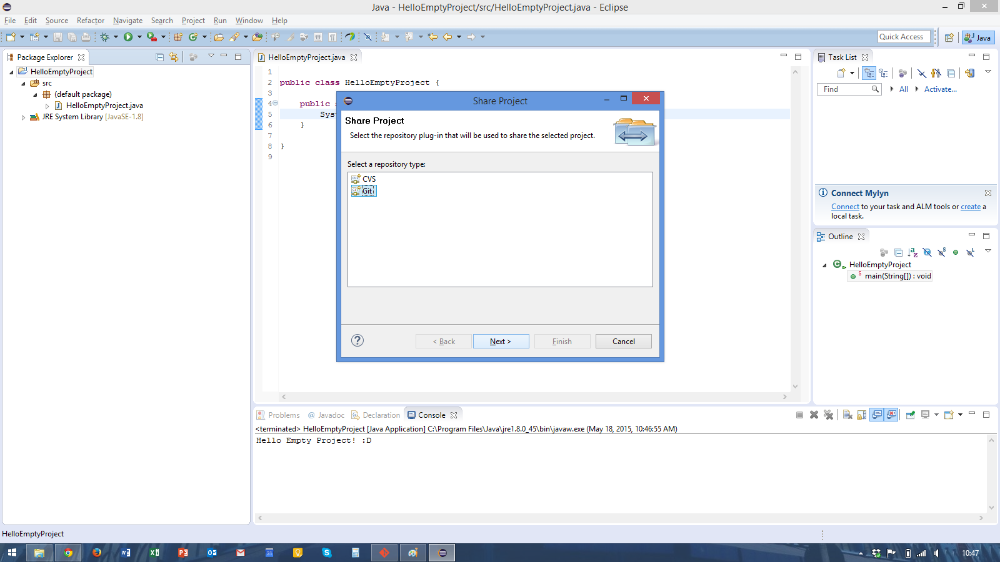 Java - HelloEmptyProject/src/HelloEmptyProject.java - Eclipse
File Edit Source Refactor Navigate Search Project Run Window Help
Quick Access
Java
Package Explorer
HelloEmptyProject
src
(default package)
HelloEmptyProject.java
JRE System Library [JavaSE-1.8]
HelloEmptyProject.java
1
2 public class HelloEmptyProject {
3
4 public s
5 Syst
6 }
7
8 }
9
Share Project
Share Project
Select the repository plug-in that will be used to share the selected project.
Select a repository type:
CVS
Git
< Back
Next >
Finish
Cancel
Task List
Find
All
Activate...
Connect Mylyn
Connect to your task and ALM tools or create a
local task.
Outline
HelloEmptyProject
main(String[]) : void
Problems @ Javadoc Declaration Console
<terminated> HelloEmptyProject [Java Application] C:\Program Files\Java\jre1.8.0_45\bin\javaw.exe (May 18, 2015, 10:46:55 AM)
Hello Empty Project! :D
HelloEmptyProject
10:47